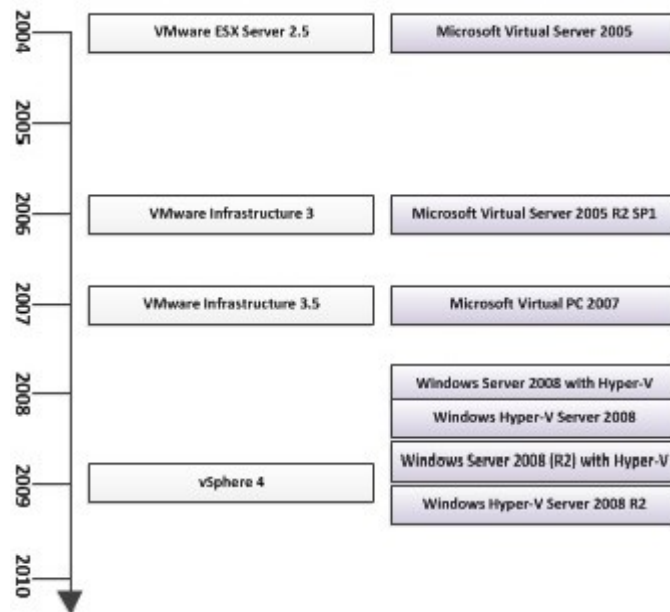 2004
VMware ESX Server 2.5
Microsoft Virtual Server 2005
2005
2006
VMware Infrastructure 3
Microsoft Virtual Server 2005 R2 SP1
2007
VMware Infrastructure 3.5
Microsoft Virtual PC 2007
2008
Windows Server 2008 with Hyper-V
Windows Hyper-V Server 2008
Windows Server 2008 (R2) with Hyper-V
2009
vSphere 4
Windows Hyper-V Server 2008 R2
2010